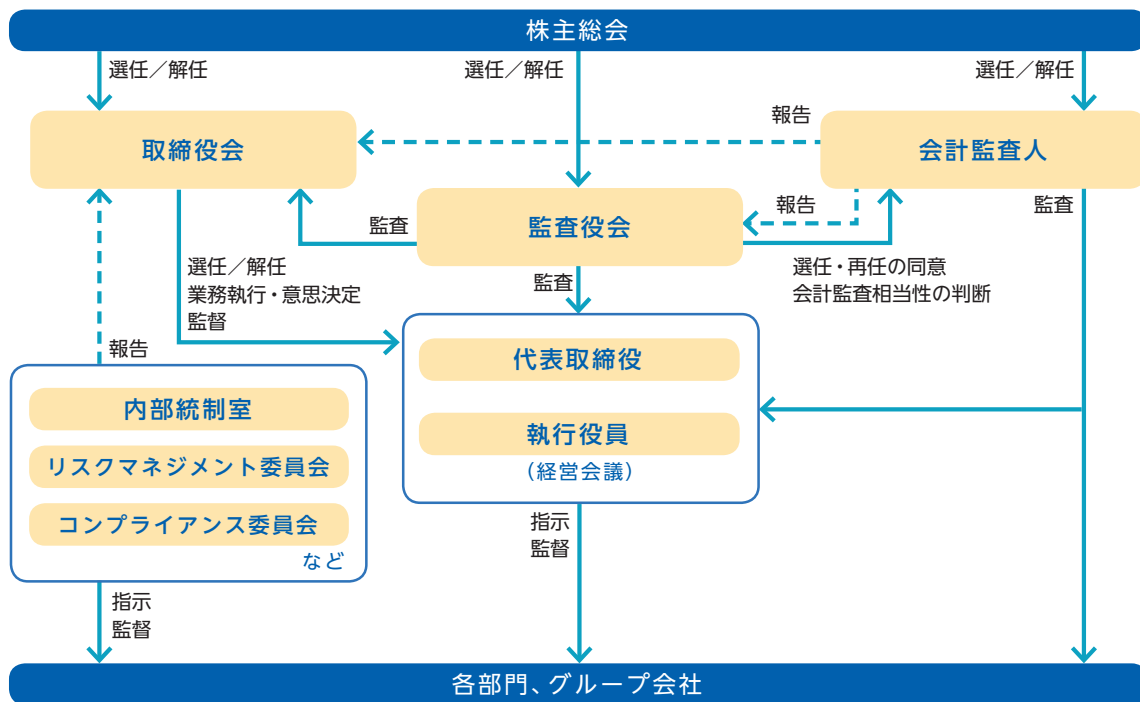 株主総会
選任／解任
選任／解任
選任／解任
報告
取締役会
会計監査人
監査
報告
監査役会
監査
選任／解任
業務執行・意思決定
監督
監査
選任・再任の同意
会計監査相当性の判断
報告
代表取締役
執行役員
（経営会議）
内部統制室
リスクマネジメント委員会
コンプライアンス委員会
など
指示
監督
指示
監督
各部門、グループ会社